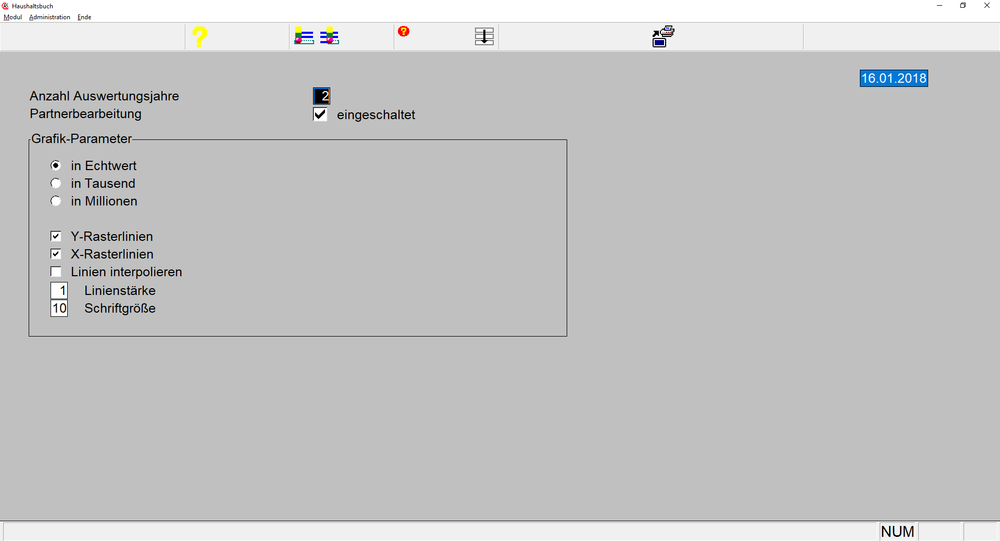 Haushaltsbuch
Modul Administration Ende
16.01.2018
Anzahl Auswertungsjahre 2
Partnerbearbeitung eingeschaltet
Grafik-Parameter
in Echtwert
in Tausend
in Millionen
Y-Rasterlinien
X-Rasterlinien
Linien interpolieren
1 Linienstärke
10 Schriftgröße
NUM